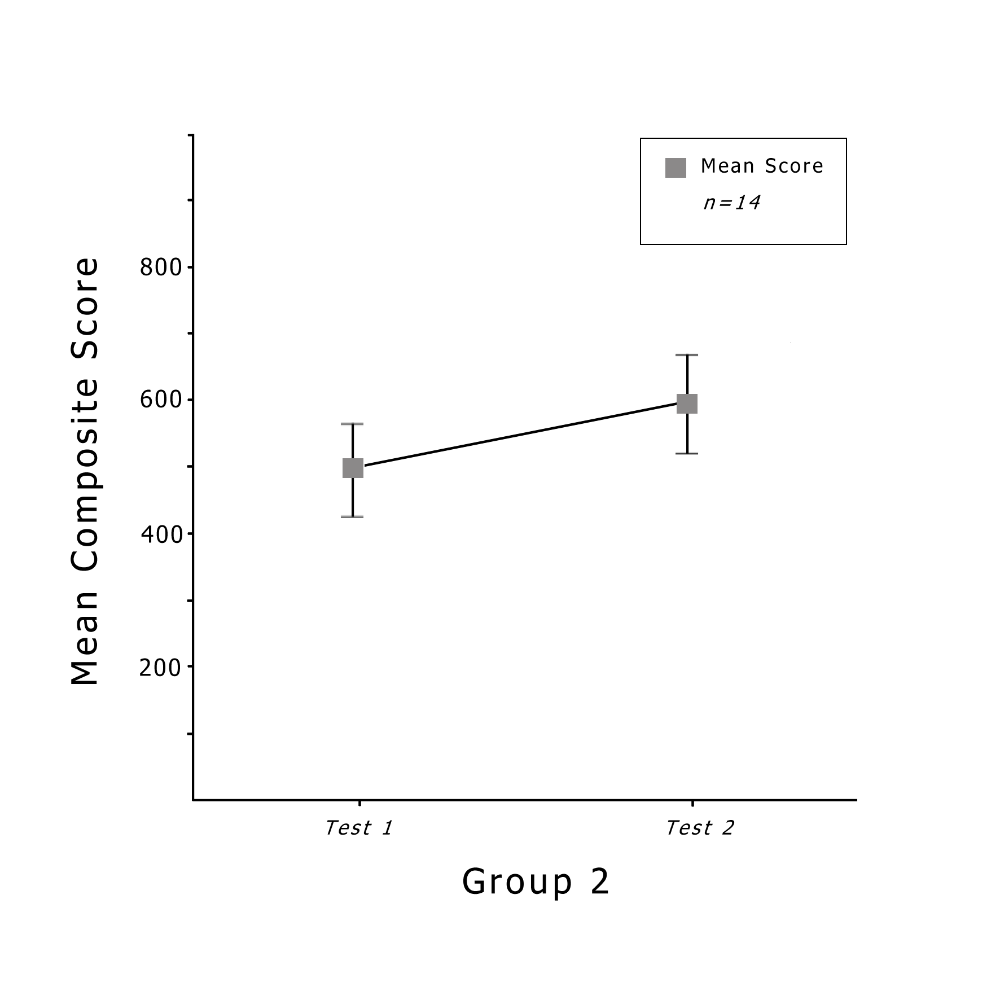 Mean Score
n=14
Mean Composite Score
800
600
400
200
Test 1
Test 2
Group 2